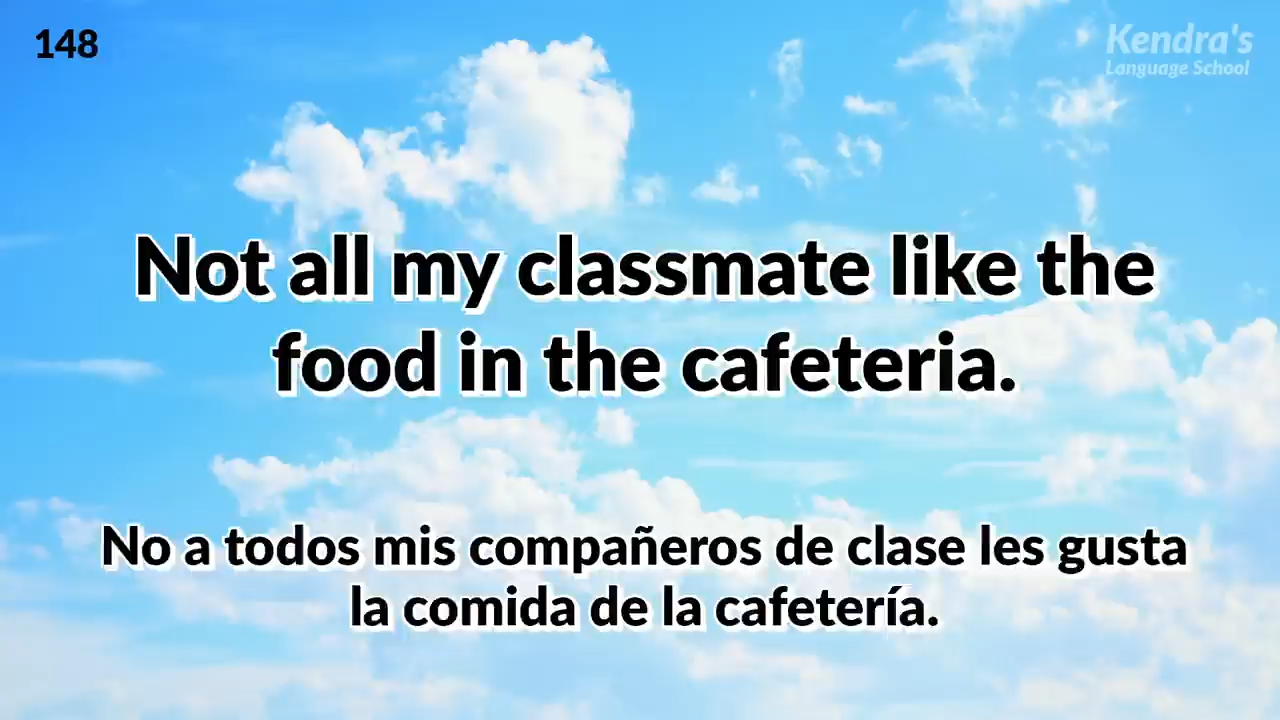 148
Kendra's
Language School
Not all my classmate like the
food in the cafeteria.
No a todos mis compañeros de clase les gusta
la comida de la cafetería.